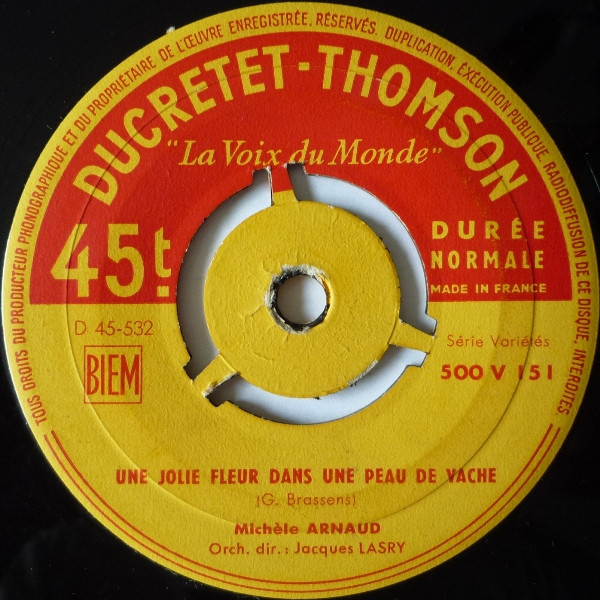 TOUS DROITS DU PRODUCTEUR PHONOGRAPHIQUE ET DU PROPRIÉTAIRE DE L'ŒUVRE ENREGISTRÉE, RÉSERVÉS. DUPLICATION, EXÉCUTION PUBLIQUE, RADIODIFFUSION DE CE DISQUE, INTERDITES.
DUCRETET-THOMSON
"La Voix du Monde"
45t.
DURÉE
NORMALE
MADE IN FRANCE
D 45-532
BIEM
Série Variétés
500 V 151
UNE JOLIE FLEUR DANS UNE PEAU DE VACHE
(G. Brassens)
Michèle ARNAUD
Orch. dir.: Jacques LASRY